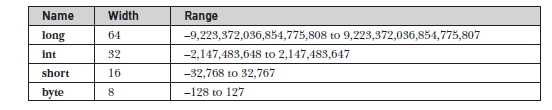 Name Width Range
long 64 –9,223,372,036,854,775,808 to 9,223,372,036,854,775,807
int 32 –2,147,483,648 to 2,147,483,647
short 16 –32,768 to 32,767
byte 8 –128 to 127